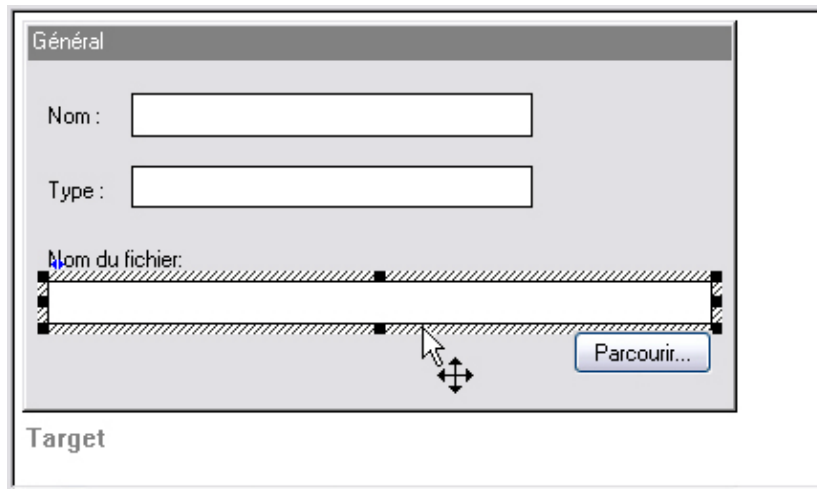 Général
Nom :
Type :
Nom du fichier:
Parcourir...
Target